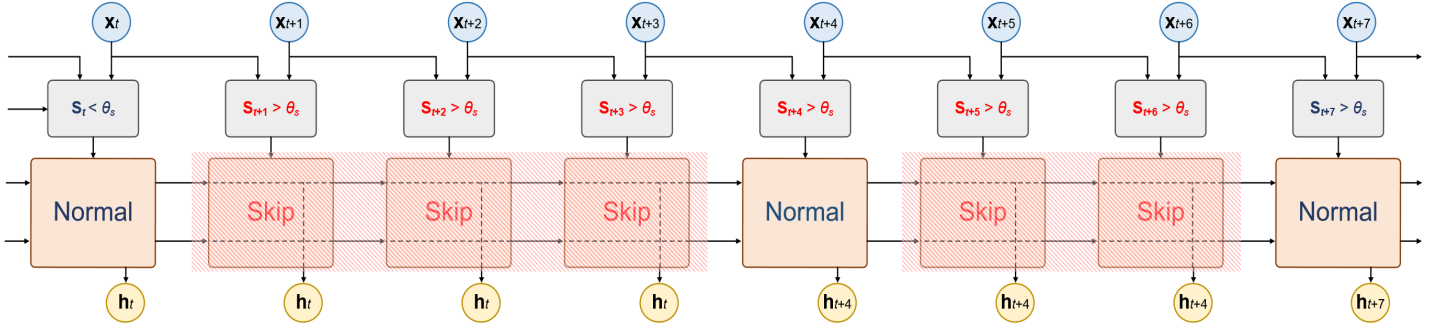 xt xt+1 xt+2 xt+3 xt+4 xt+5 xt+6 xt+7
St < θs St+1 > θs St+2 > θs St+3 > θs St+4 > θs St+5 > θs St+6 > θs St+7 > θs
Normal Skip Skip Skip Normal Skip Skip Normal
ht ht ht ht ht+4 ht+4 ht+4 ht+7